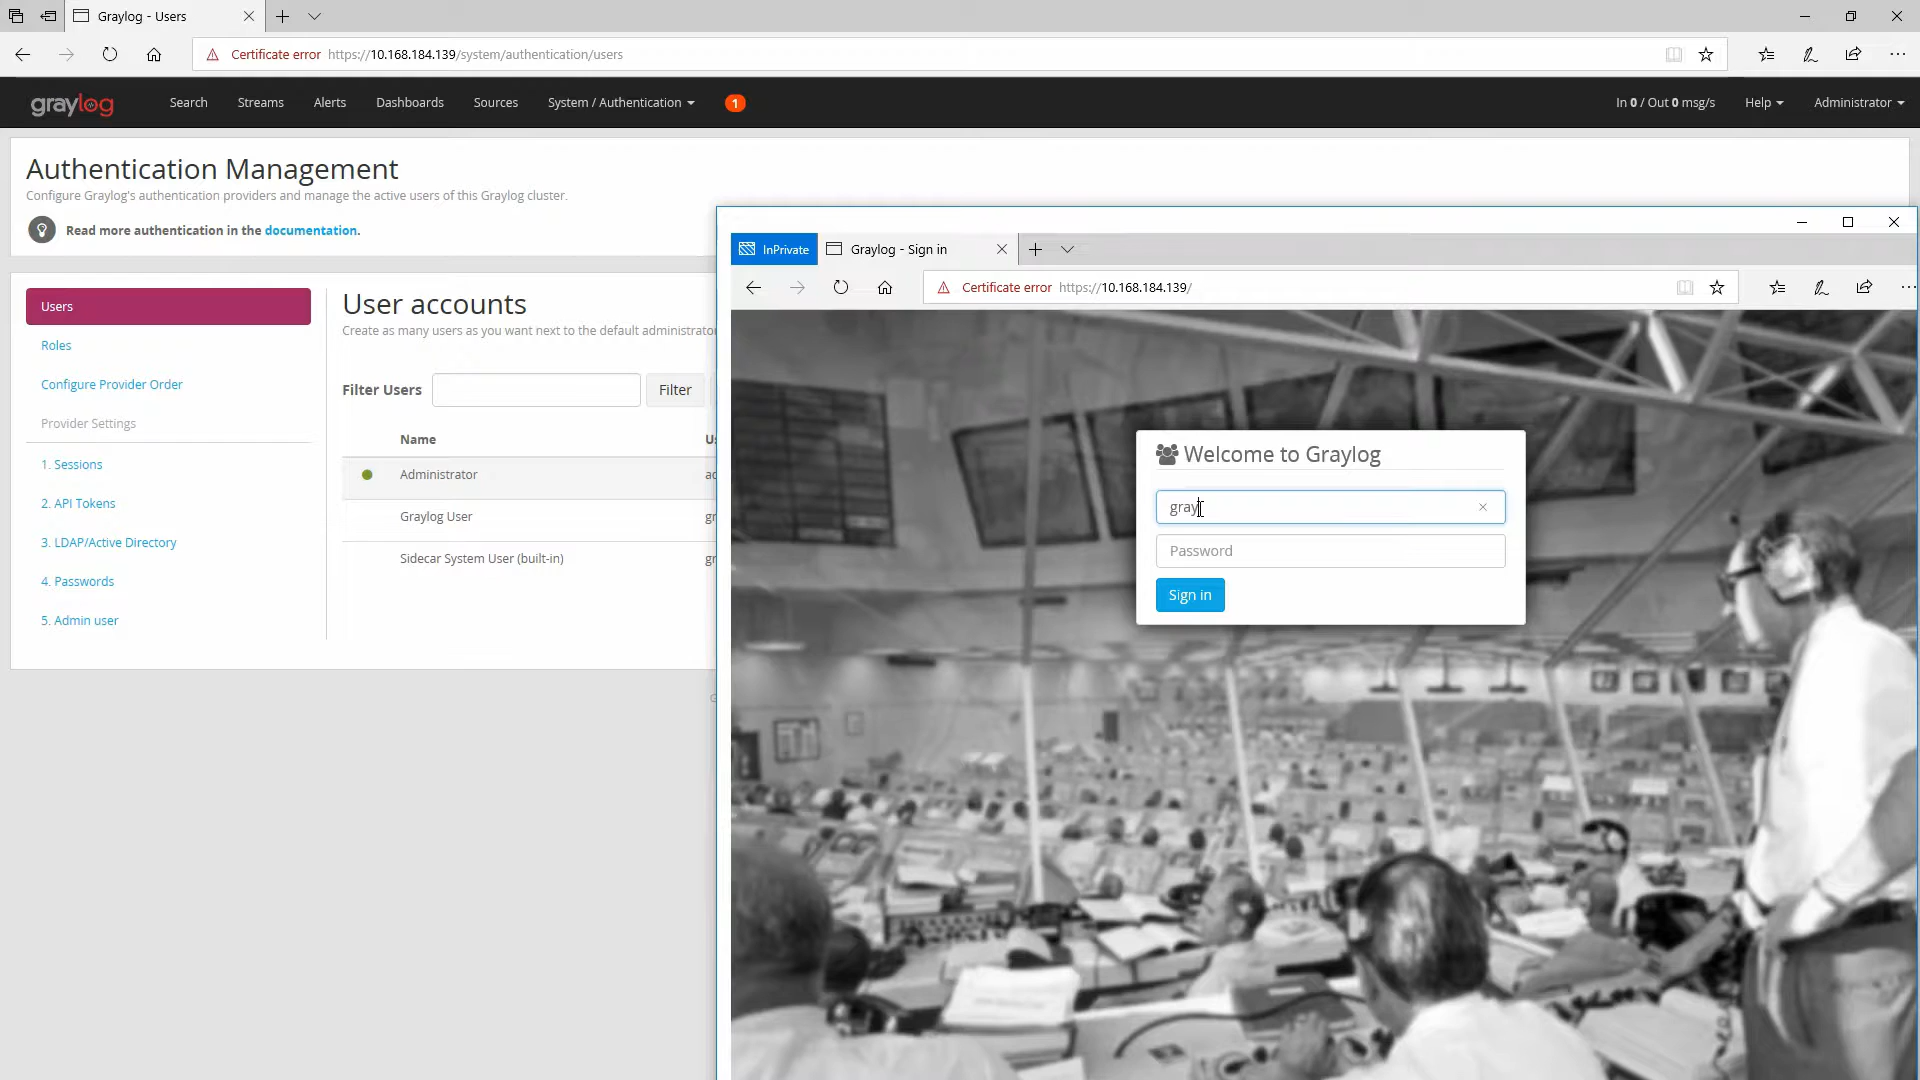 Graylog - Users
Certificate error https://10.168.184.139/system/authentication/users
graylog
Search Streams Alerts Dashboards Sources System / Authentication 1 In 0 / Out 0 msg/s Help Administrator
Authentication Management
Configure Graylog's authentication providers and manage the active users of this Graylog cluster.
Read more authentication in the documentation.
Users
Roles
Configure Provider Order
Provider Settings
1. Sessions
2. API Tokens
3. LDAP/Active Directory
4. Passwords
5. Admin user
User accounts
Create as many users as you want next to the default administrator
Filter Users Filter
Name Us
Administrator ad
Graylog User gr
Sidecar System User (built-in) gr
InPrivate Graylog - Sign in
Certificate error https://10.168.184.139/
Welcome to Graylog
gray
Password
Sign in